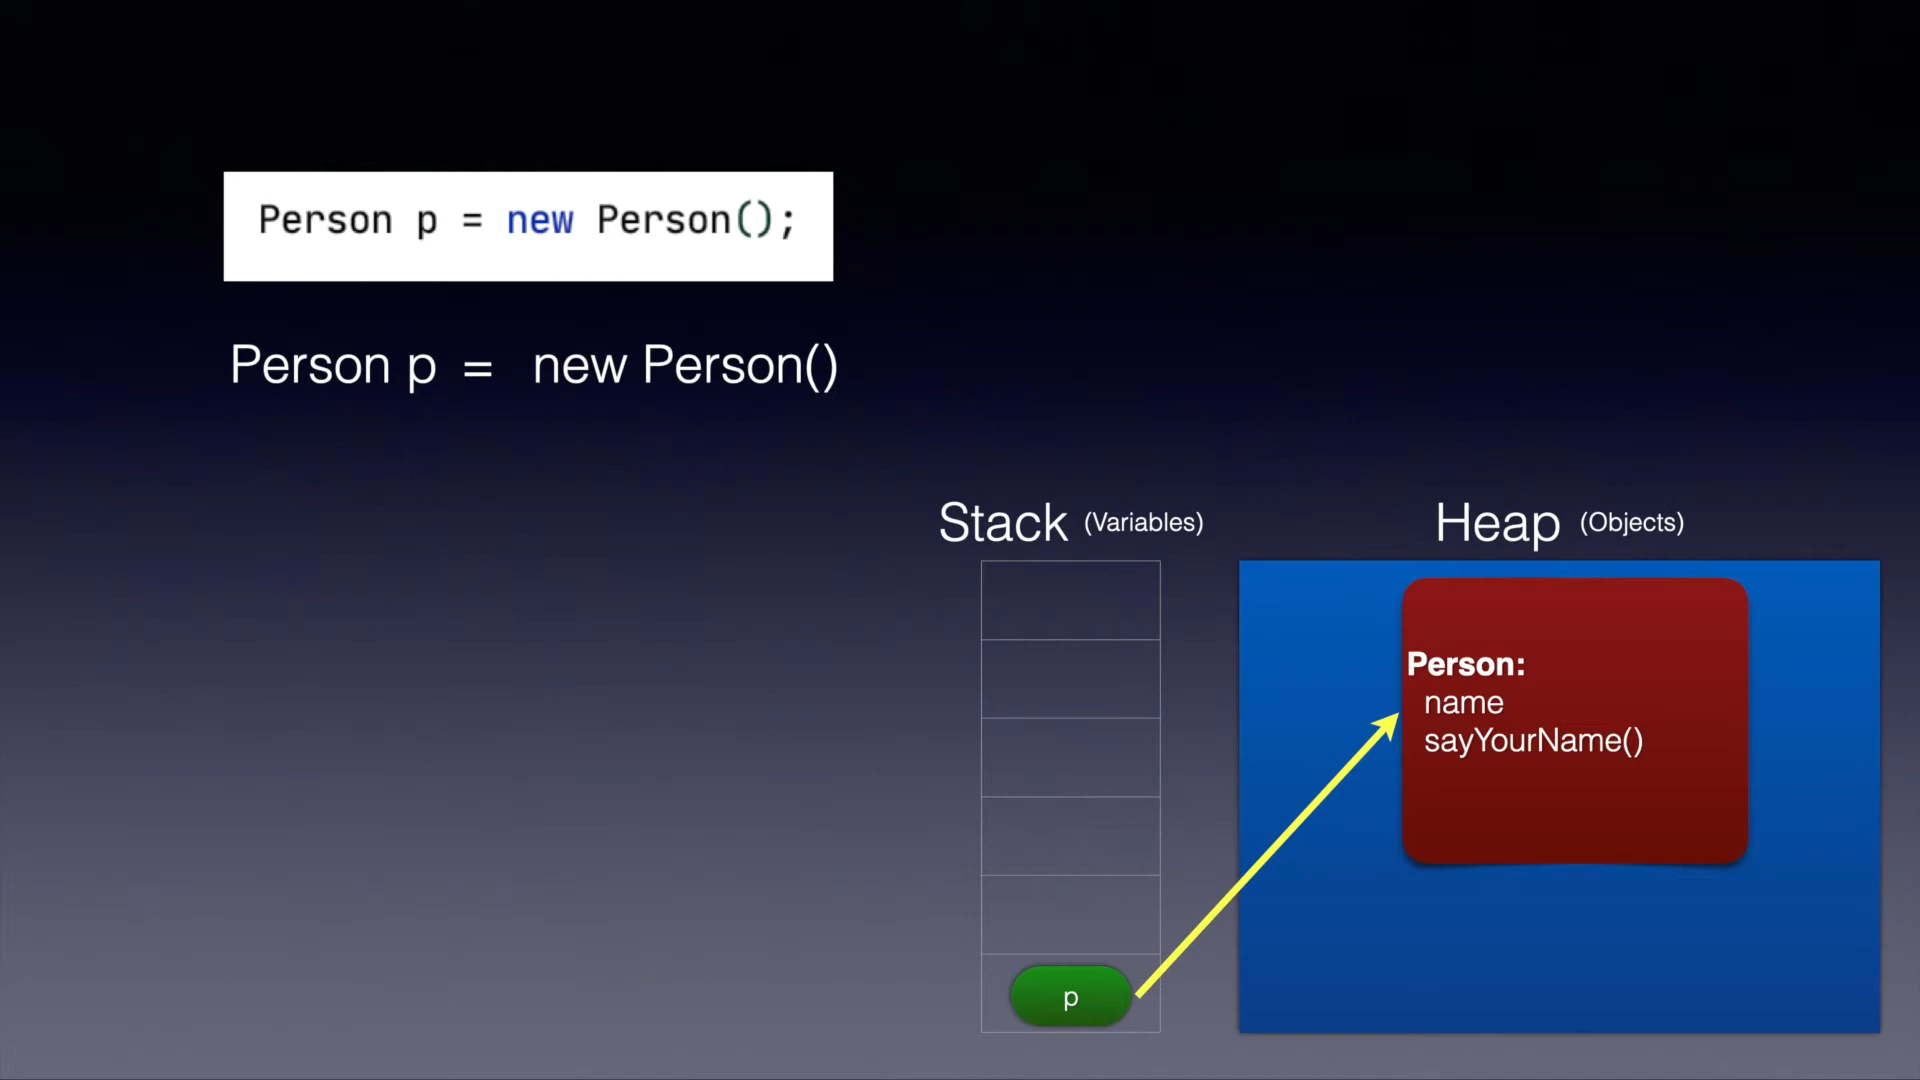 Person p = new Person();
Person p = new Person()
Stack (Variables)
Heap (Objects)
Person:
name
sayYourName()
p